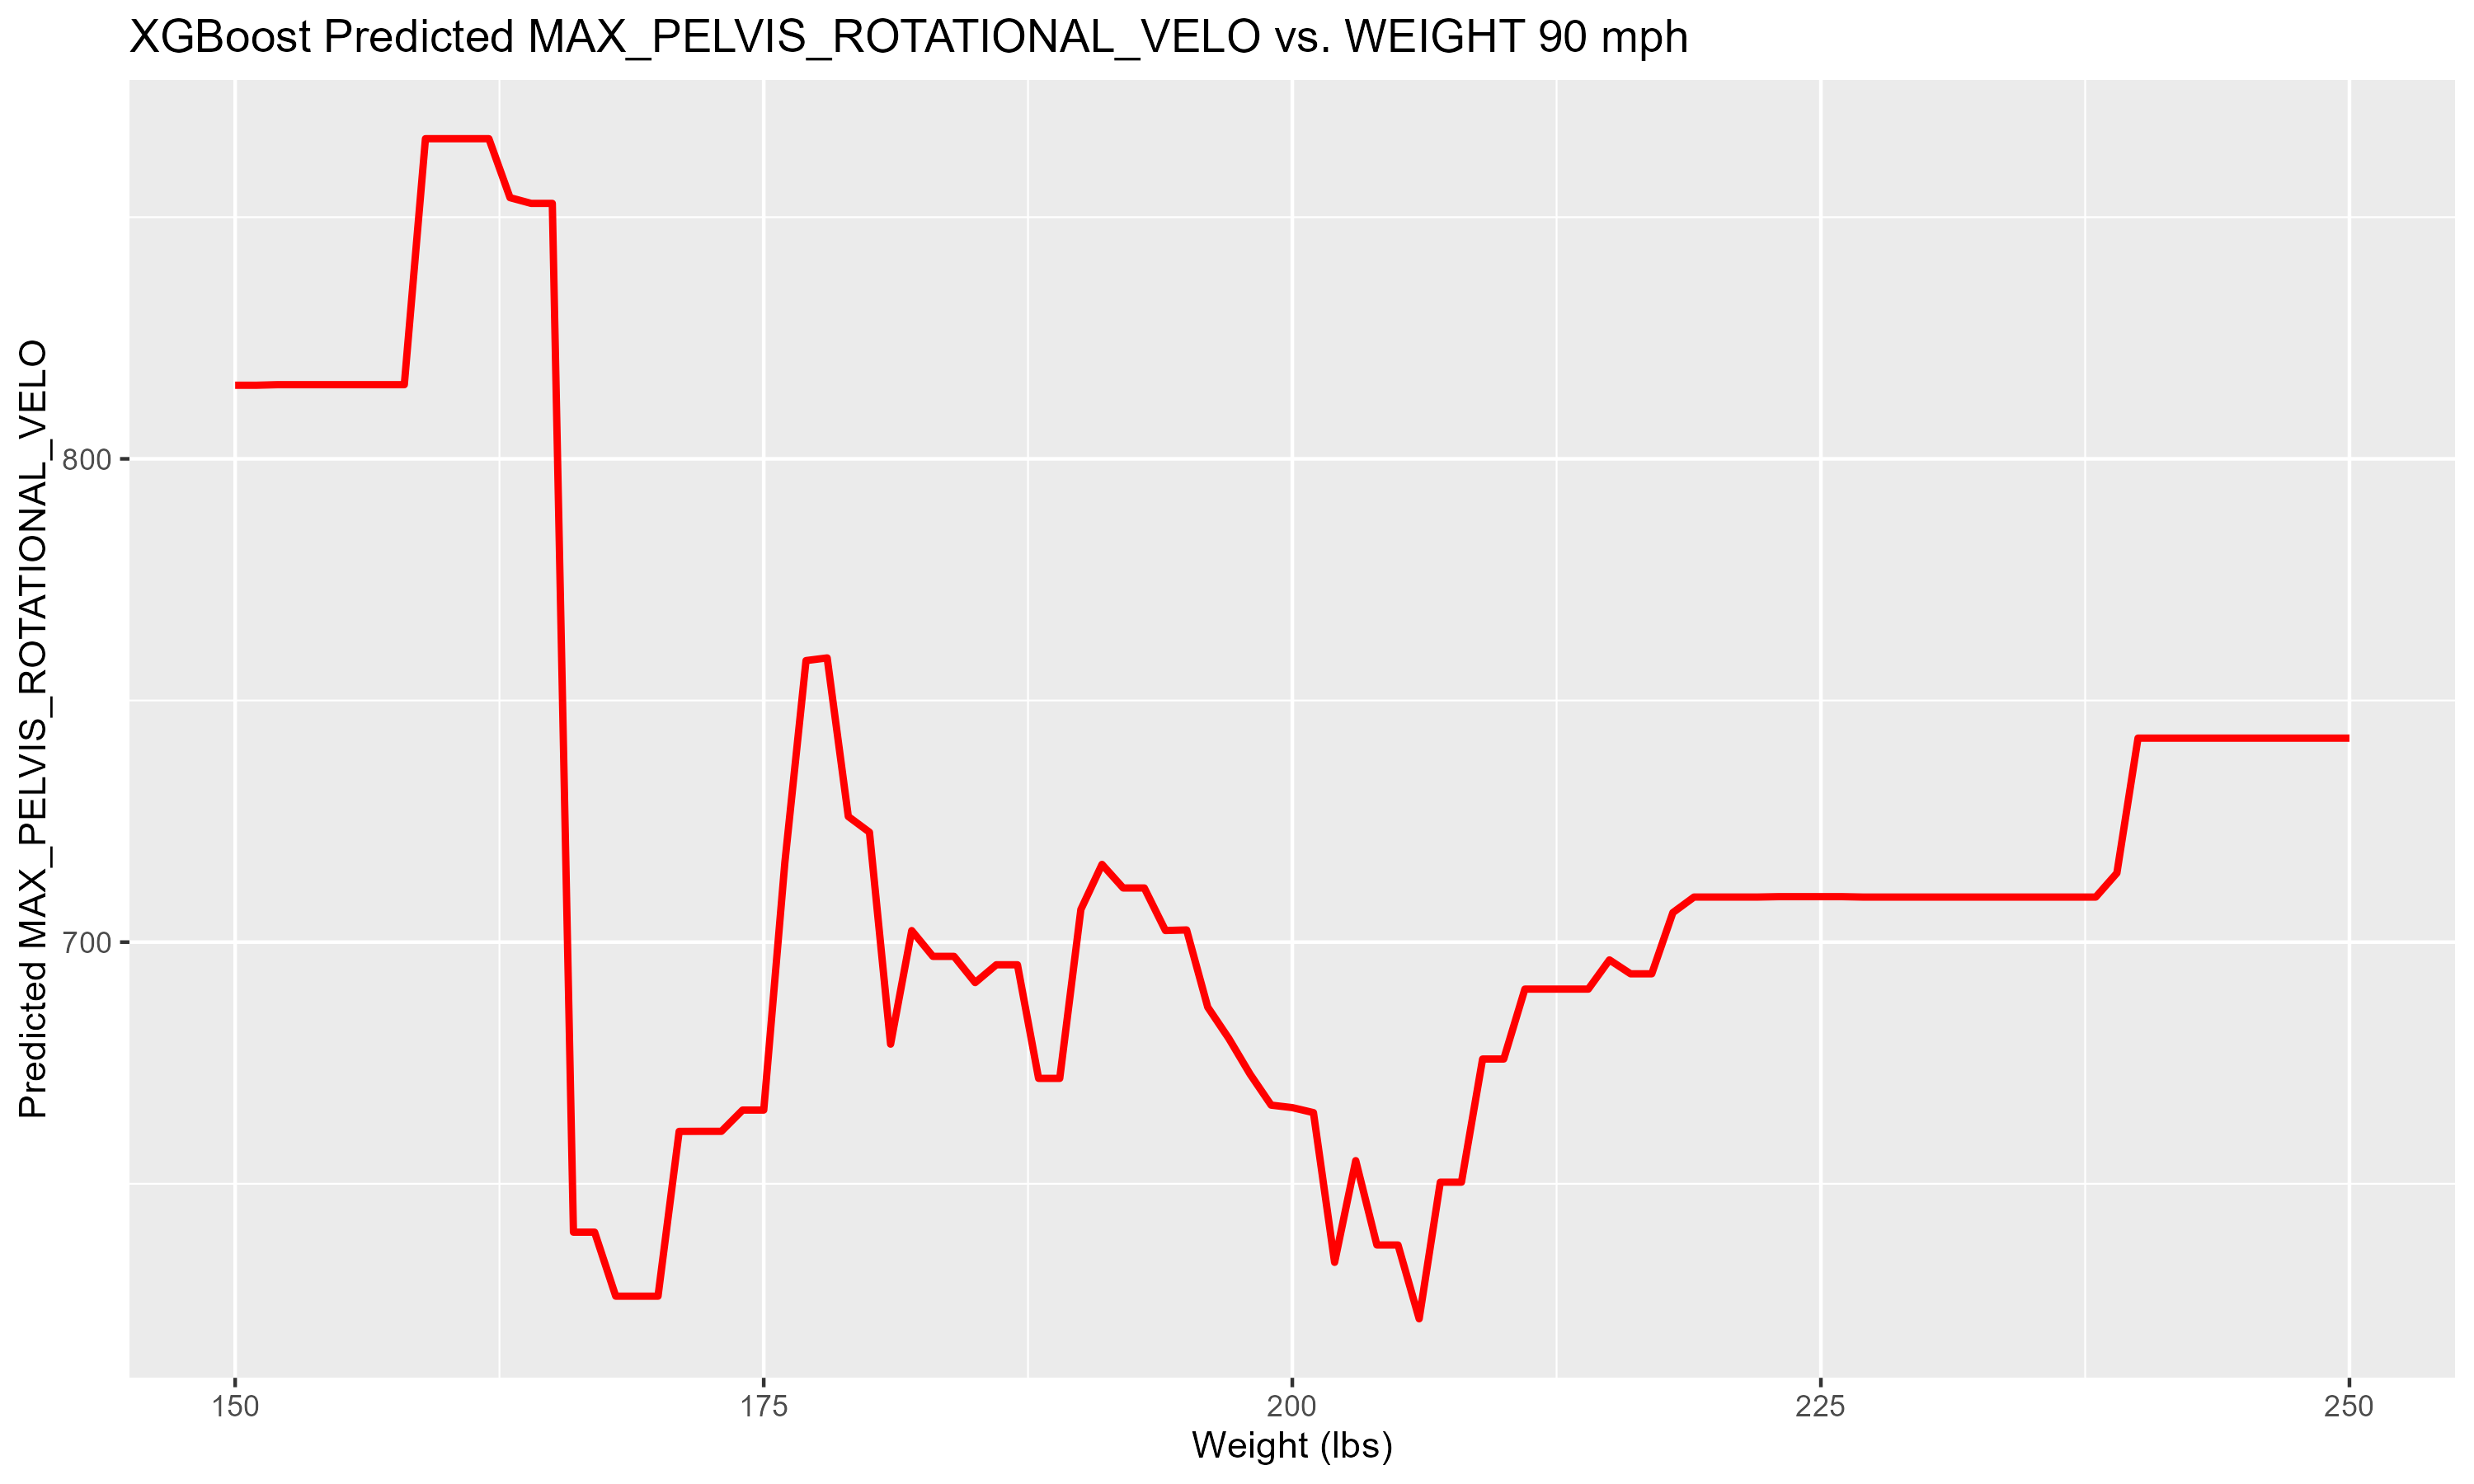 XGBoost Predicted MAX_PELVIS_ROTATIONAL_VELO vs. WEIGHT 90 mph
Predicted MAX_PELVIS_ROTATIONAL_VELO
800
700
150 175 200 225 250
Weight (lbs)